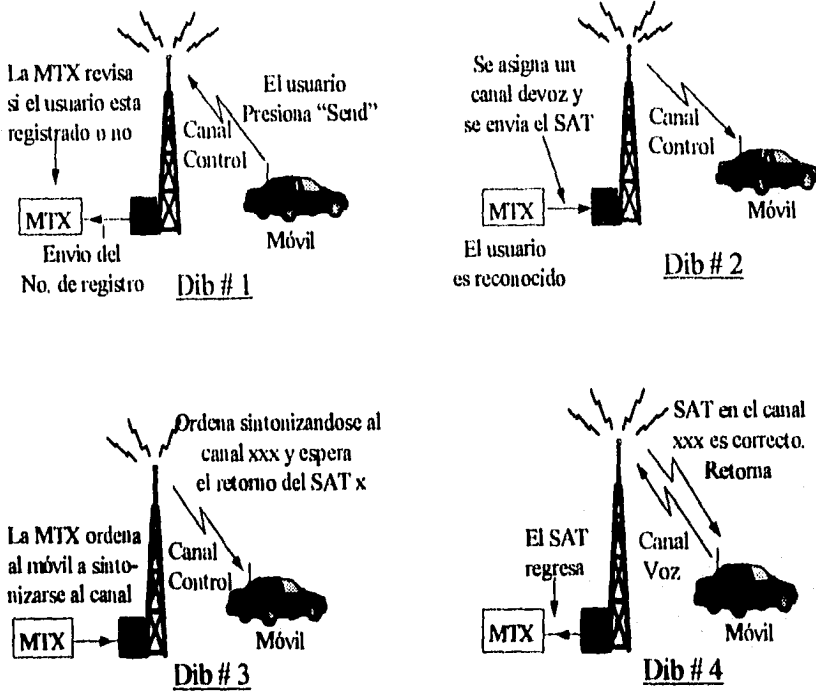 La MTX revisa
si el usuario esta
registrado o no
El usuario
Presiona “Send”
Canal
Control
MTX
Móvil
Envio del
No. de registro
Dib # 1
Se asigna un
canal devoz y
se envia el SAT
Canal
Control
MTX
Móvil
El usuario
es reconocido
Dib # 2
Ordena sintonizandose al
canal xxx y espera
el retorno del SAT x
La MTX ordena
al móvil a sinto-
nizarse al canal
Canal
Control
MTX
Móvil
Dib # 3
SAT en el canal
xxx es correcto.
Retorna
El SAT
regresa
Canal
Voz
MTX
Móvil
Dib # 4